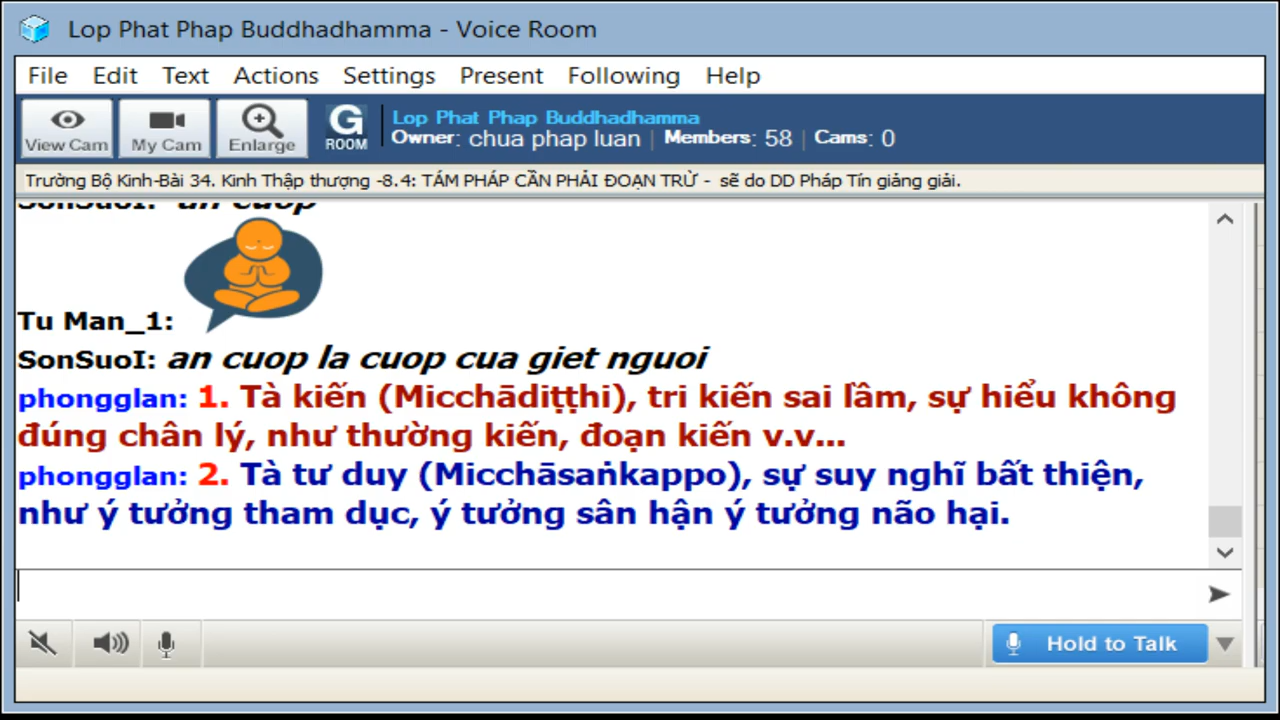 Lop Phat Phap Buddhadhamma - Voice Room
File Edit Text Actions Settings Present Following Help
View Cam My Cam Enlarge G ROOM
Lop Phat Phap Buddhadhamma
Owner: chua phap luan | Members: 58 | Cams: 0
Trường Bộ Kinh-Bài 34. Kinh Thập thượng -8.4: TÁM PHÁP CẦN PHẢI ĐOẠN TRỪ - sẽ do DD Pháp Tín giảng giải.
SonSuoI: an cuop
Tu Man_1:
SonSuoI: an cuop la cuop cua giet nguoi
phongglan: 1. Tà kiến (Micchādiṭṭhi), tri kiến sai lầm, sự hiểu không
đúng chân lý, như thường kiến, đoạn kiến v.v...
phongglan: 2. Tà tư duy (Micchāsaṅkappo), sự suy nghĩ bất thiện,
như ý tưởng tham dục, ý tưởng sân hận ý tưởng não hại.
Hold to Talk